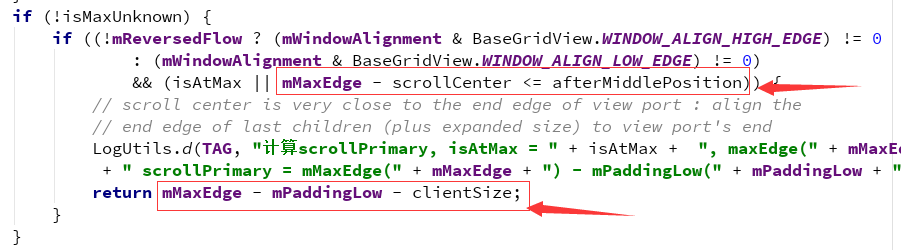 if (!isMaxUnknown) {
if ((!mReversedFlow ? (mWindowAlignment & BaseGridView.WINDOW_ALIGN_HIGH_EDGE) != 0
: (mWindowAlignment & BaseGridView.WINDOW_ALIGN_LOW_EDGE) != 0)
&& (isAtMax || mMaxEdge - scrollCenter <= afterMiddlePosition)) {
// scroll center is very close to the end edge of view port : align the
// end edge of last children (plus expanded size) to view port's end
LogUtils.d(TAG, "计算scrollPrimary, isAtMax = " + isAtMax + ", maxEdge(" + mMaxEd
+ " scrollPrimary = mMaxEdge(" + mMaxEdge + ") - mPaddingLow(" + mPaddingLow + "
return mMaxEdge - mPaddingLow - clientSize;
}
}